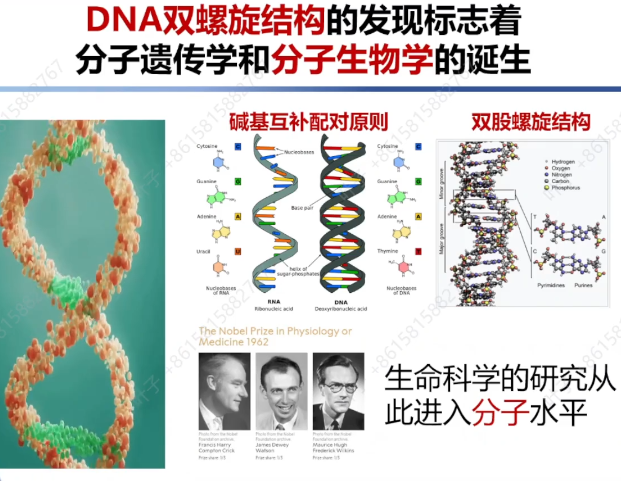 DNA双螺旋结构的发现标志着
分子遗传学和分子生物学的诞生
碱基互补配对原则
双股螺旋结构
Cytosine
C
Nucleobases
C
Cytosine
Guanine
G
G
Guanine
Base pair
Adenine
A
A
Adenine
Uracil
U
helix of
sugar-phosphates
T
Thymine
Nucleobases
of RNA
RNA
Ribonucleic acid
DNA
Deoxyribonucleic acid
Nucleobases
of DNA
Minor groove
Major groove
Hydrogen
Oxygen
Nitrogen
Carbon
Phosphorus
T
A
C
G
Pyrimidines
Purines
The Nobel Prize in Physiology or
Medicine 1962
Photo from the Nobel
Foundation archive.
Francis Harry
Compton Crick
Prize share: 1/3
Photo from the Nobel
Foundation archive.
James Dewey
Watson
Prize share: 1/3
Photo from the Nobel
Foundation archive.
Maurice Hugh
Frederick Wilkins
Prize share: 1/3
生命科学的研究从
此进入分子水平